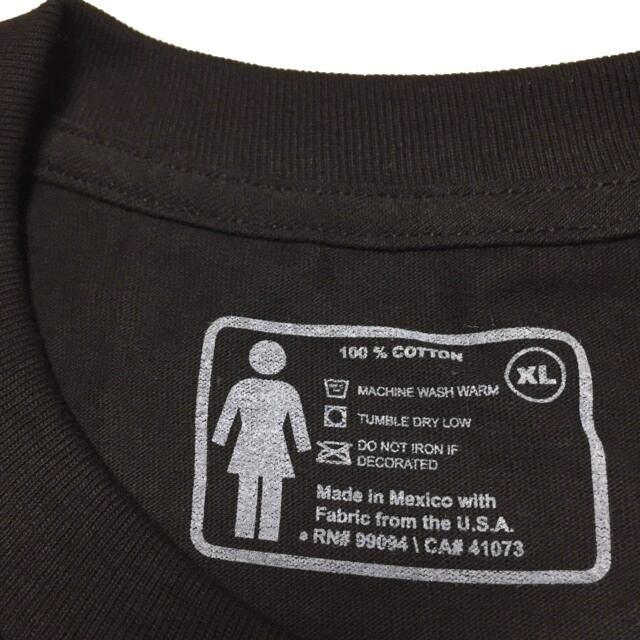 100 % COTTON
XL
MACHINE WASH WARM
TUMBLE DRY LOW
DO NOT IRON IF
DECORATED
Made in Mexico with
Fabric from the U.S.A.
• RN# 99094 \ CA# 41073